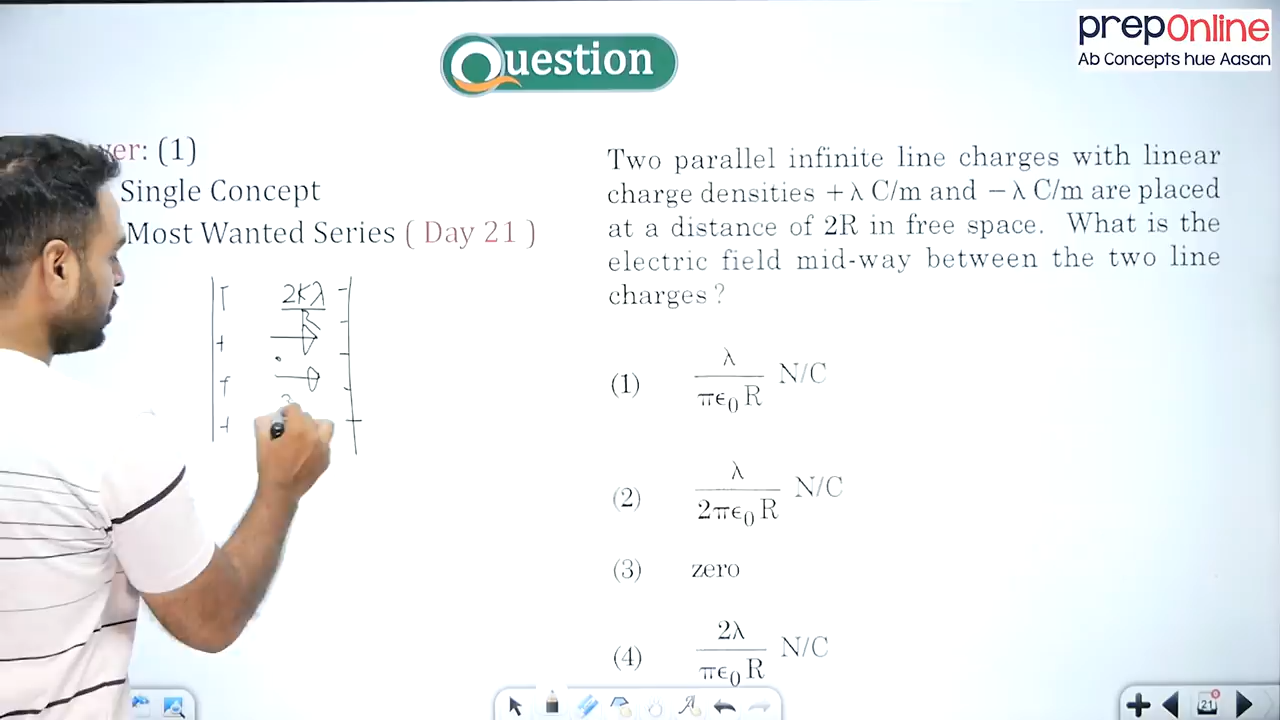 prepOnline
Ab Concepts hue Aasan
Question
er: (1)
Single Concept
Most Wanted Series ( Day 21 )
2Kλ
R
Two parallel infinite line charges with linear
charge densities + λ C/m and − λ C/m are placed
at a distance of 2R in free space. What is the
electric field mid-way between the two line
charges ?
(1) λ/πϵ₀R N/C
(2) λ/2πϵ₀R N/C
(3) zero
(4) 2λ/πϵ₀R N/C
21